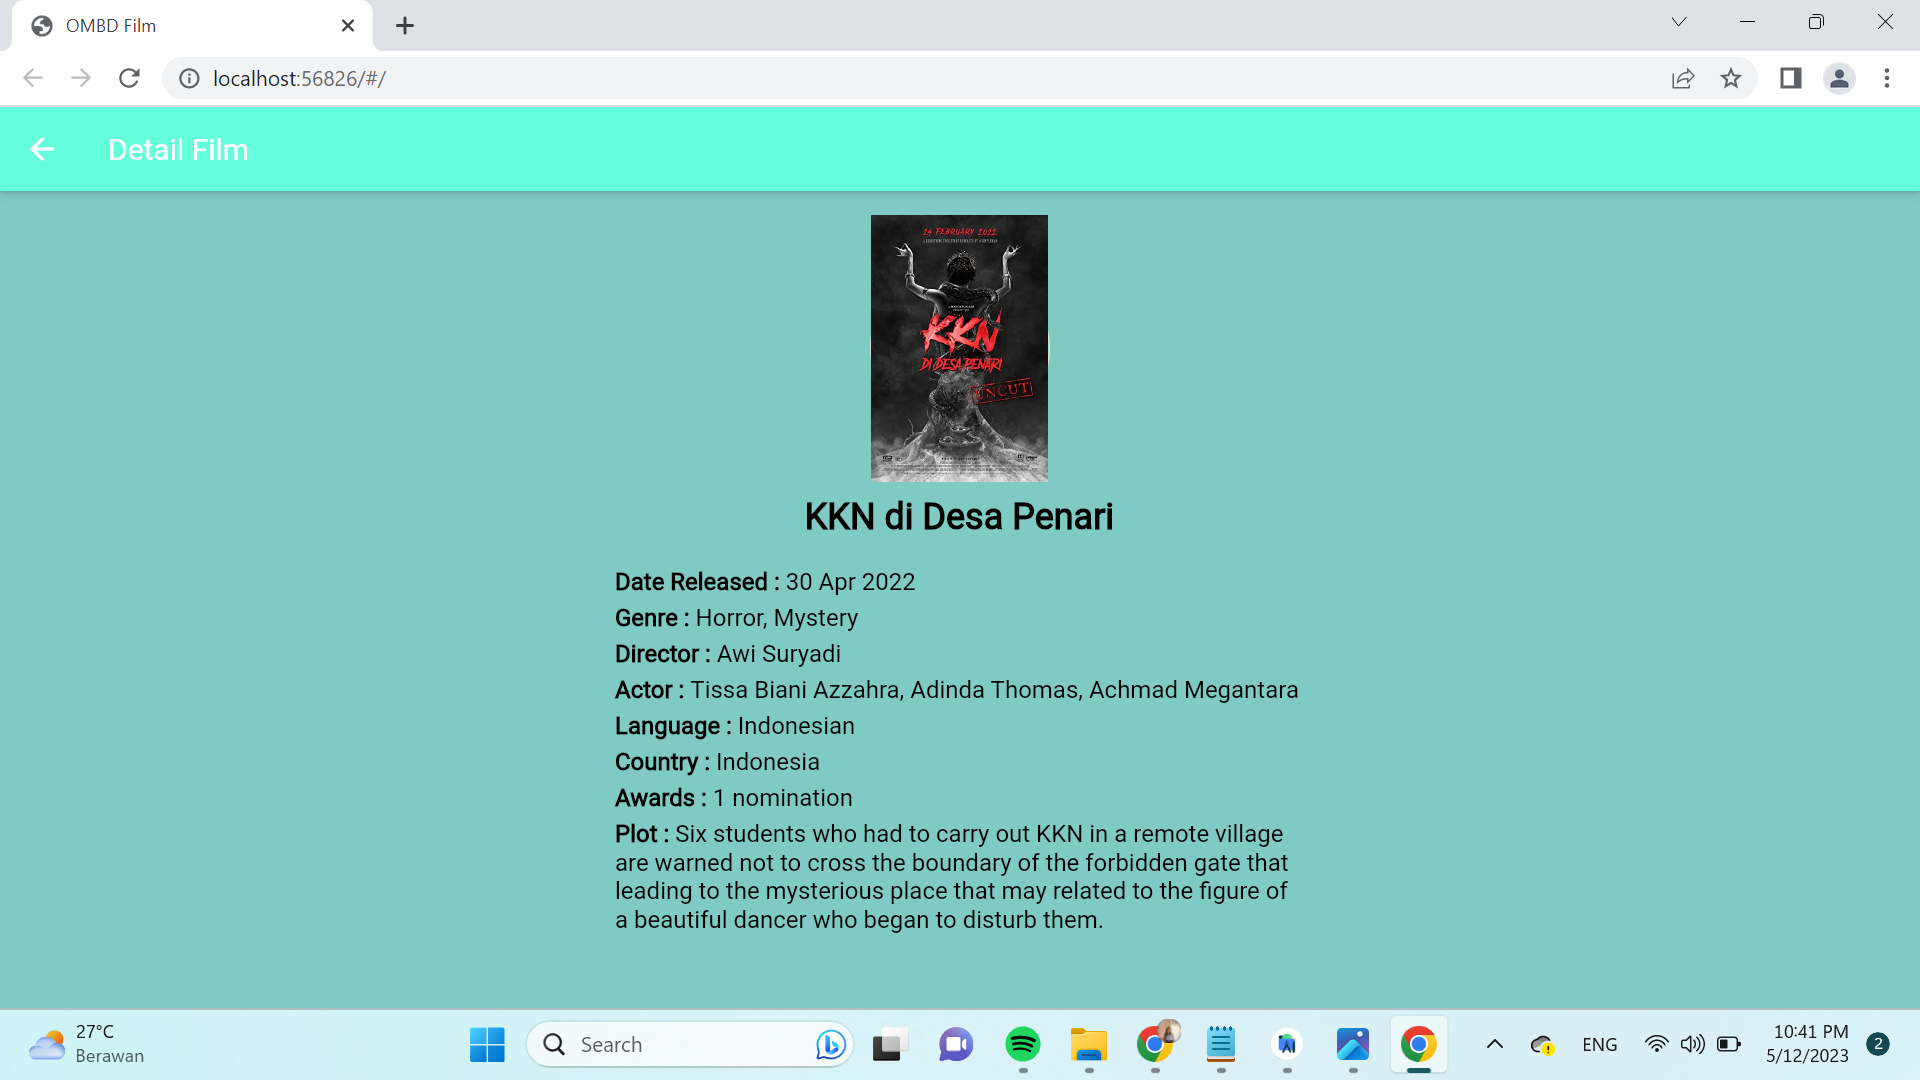 OMBD Film
localhost:56826/#/
Detail Film
24 FEBRUARY 2022
KKN
DI DESA PENARI
UNCUT
KKN di Desa Penari
Date Released : 30 Apr 2022
Genre : Horror, Mystery
Director : Awi Suryadi
Actor : Tissa Biani Azzahra, Adinda Thomas, Achmad Megantara
Language : Indonesian
Country : Indonesia
Awards : 1 nomination
Plot : Six students who had to carry out KKN in a remote village
are warned not to cross the boundary of the forbidden gate that
leading to the mysterious place that may related to the figure of
a beautiful dancer who began to disturb them.
27°C
Berawan
Search
ENG
10:41 PM
5/12/2023
2